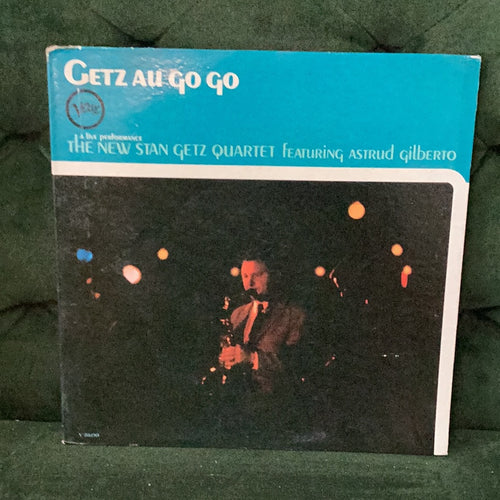 GETZ AU GO GO
Verve
a live performance
THE NEW STAN GETZ QUARTET featuring ASTRUD GILBERTO